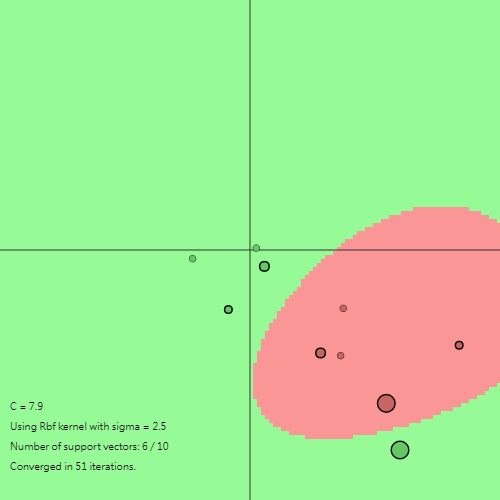 C = 7.9
Using Rbf kernel with sigma = 2.5
Number of support vectors: 6 / 10
Converged in 51 iterations.